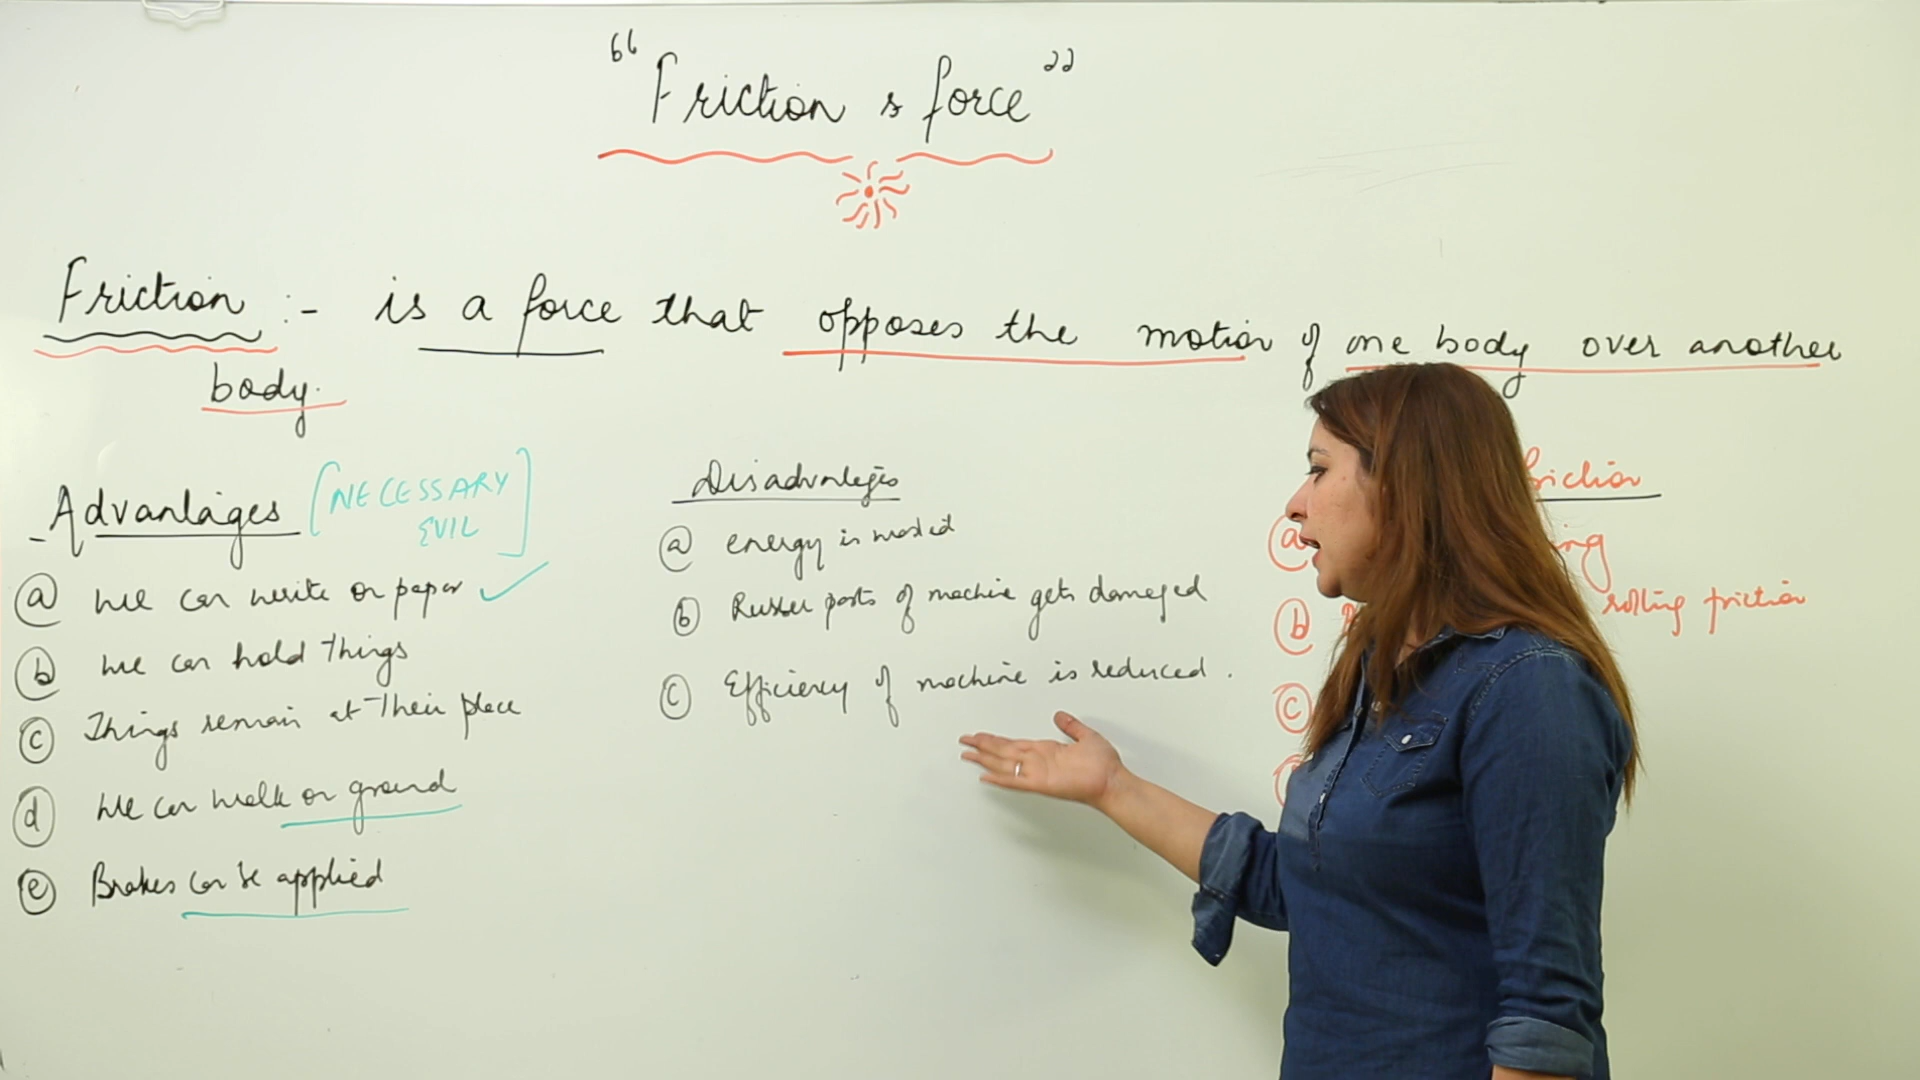 “Friction & force”
Friction :- is a force that opposes the motion of one body over another
body.
Advantages [NECESSARY
EVIL]
(a) We can write on paper ✓
(b) We can hold things
(c) Things remain at their place
(d) We can walk on ground
(e) Brakes can be applied
Disadvantages
(a) energy is wasted
(b) parts of machine gets damaged
(c) Efficiency of machine is reduced.
friction
(a)
(b) rolling friction
(c)